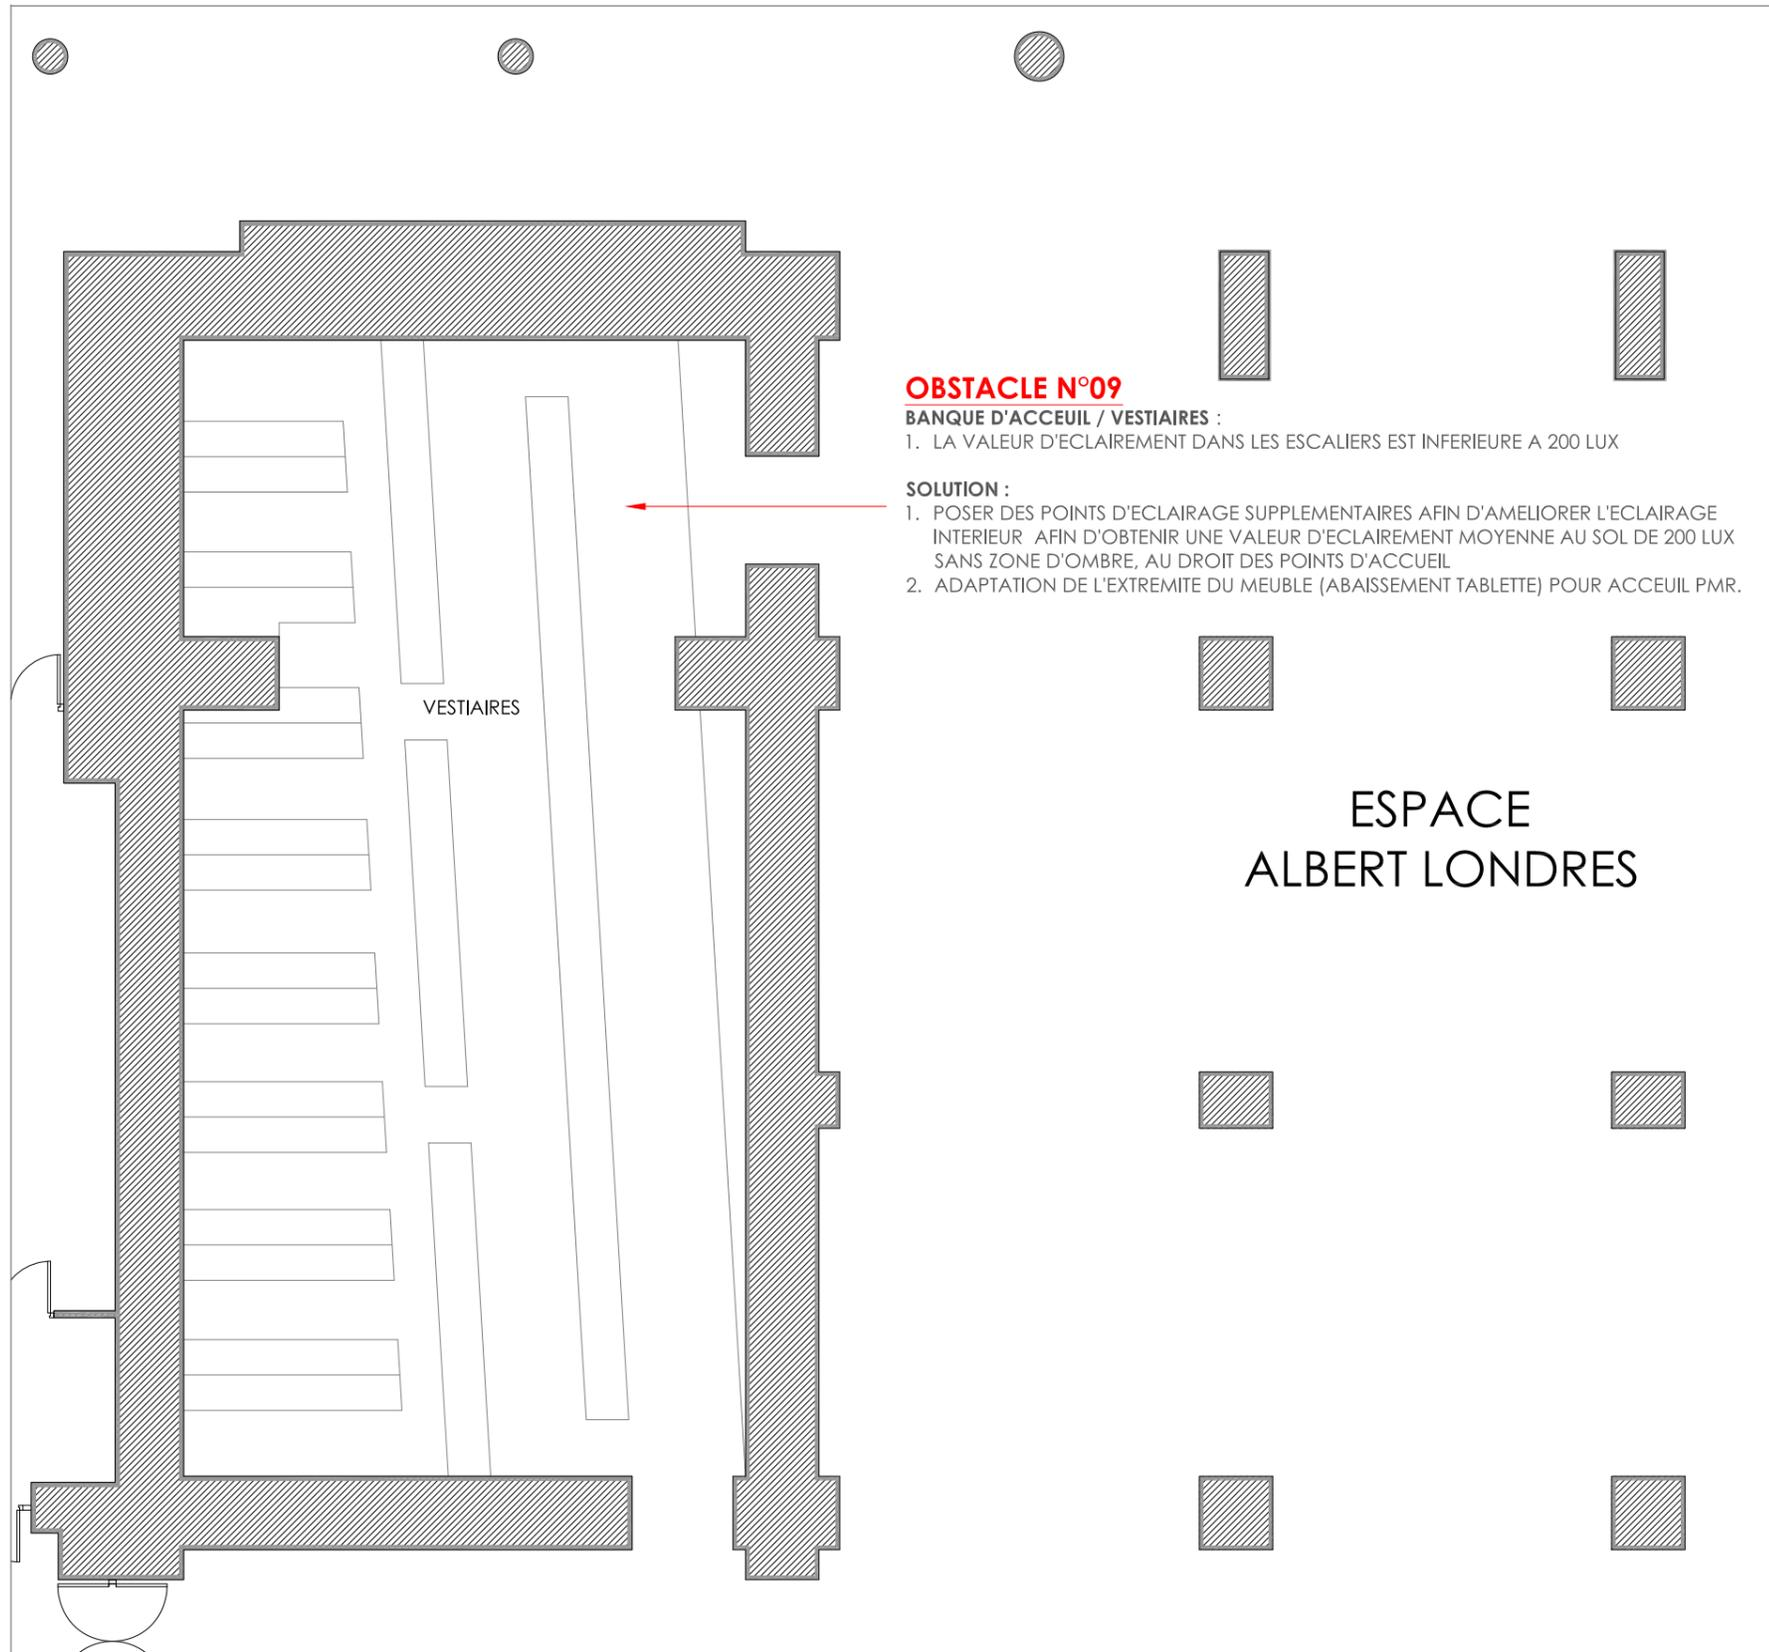 OBSTACLE N°09
BANQUE D'ACCEUIL / VESTIAIRES :
1. LA VALEUR D'ECLAIREMENT DANS LES ESCALIERS EST INFERIEURE A 200 LUX
SOLUTION :
1. POSER DES POINTS D'ECLAIRAGE SUPPLEMENTAIRES AFIN D'AMELIORER L'ECLAIRAGE
INTERIEUR AFIN D'OBTENIR UNE VALEUR D'ECLAIREMENT MOYENNE AU SOL DE 200 LUX
SANS ZONE D'OMBRE, AU DROIT DES POINTS D'ACCUEIL
2. ADAPTATION DE L'EXTREMITE DU MEUBLE (ABAISSEMENT TABLETTE) POUR ACCEUIL PMR.
VESTIAIRES
ESPACE
ALBERT LONDRES